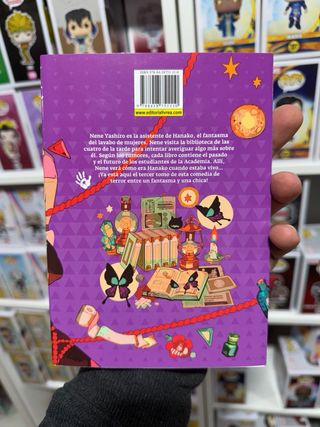 www.editorialivrea.com
Nene Yashiro es la asistente de Hanako, el fantasma
del lavabo de mujeres. Nene visita la biblioteca de las
cuatro de la tarde para intentar averiguar algo más sobre
él. Según los rumores, cada libro contiene el pasado
y el futuro de los estudiantes de la Academia. Allí,
Nene verá cómo era Hanako cuando estaba vivo...
¡Ya está aquí el tercer tomo de esta comedia de
terror entre un fantasma y una chica!